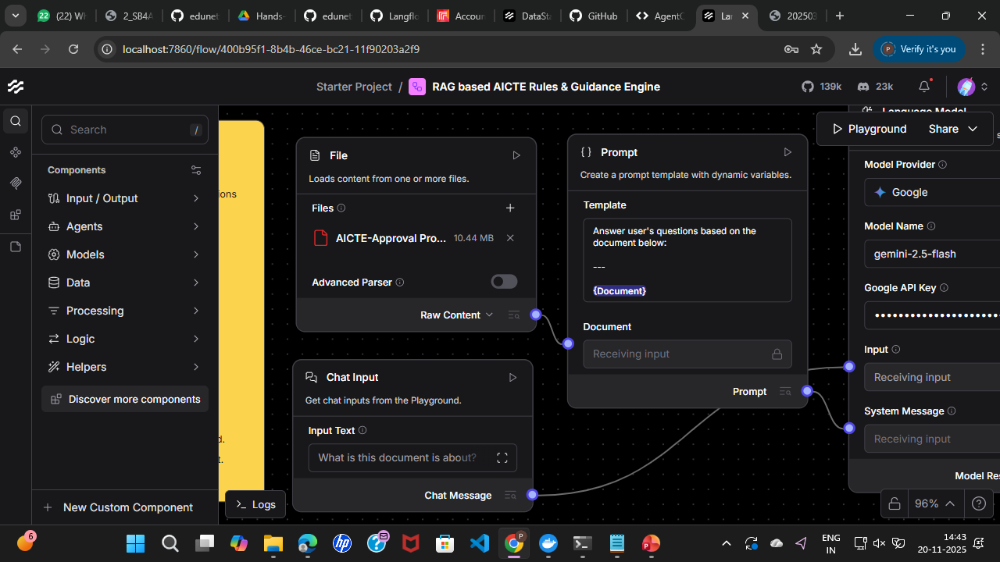 (22) Wh
2_SB4A
edunet
Hands-
edunet
Langflo
Accoun
DataSta
GitHub
AgentC
La
202503
localhost:7860/flow/400b95f1-8b4b-46ce-bc21-11f90203a2f9
Verify it's you
Starter Project / RAG based AICTE Rules & Guidance Engine
139k
23k
Playground
Share
Search /
Components
Input / Output
Agents
Models
Data
Processing
Logic
Helpers
Discover more components
New Custom Component
ions
d.
t.
Logs
File
Loads content from one or more files.
Files
AICTE-Approval Pro... 10.44 MB
Advanced Parser
Raw Content
Chat Input
Get chat inputs from the Playground.
Input Text
What is this document is about?
Chat Message
Prompt
Create a prompt template with dynamic variables.
Template
Answer user's questions based on the
document below:
---
{Document}
Document
Receiving input
Prompt
Language Model
s
Model Provider
Google
Model Name
gemini-2.5-flash
Google API Key
Input
Receiving input
System Message
Receiving input
Model Res
96%
6
ENG
IN
14:43
20-11-2025